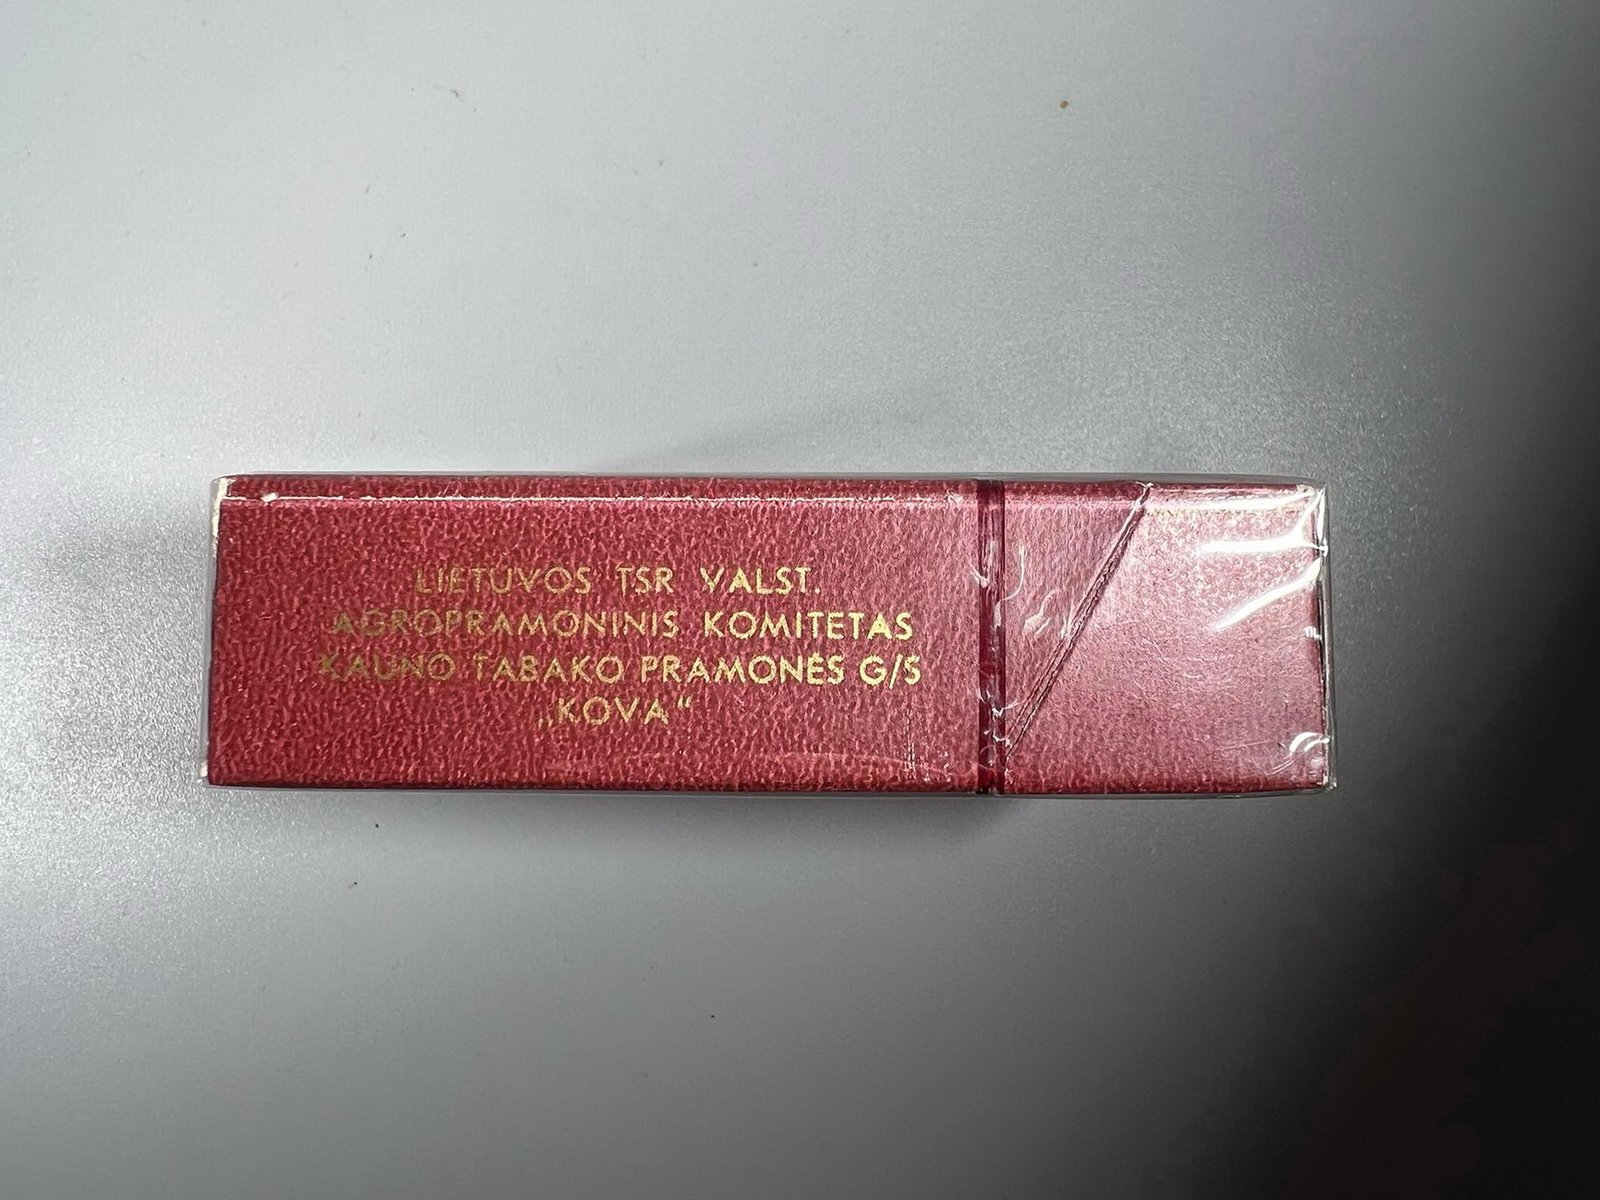 LIETUVOS TSR VALST.
AGROPRAMONINIS KOMITETAS
KAUNO TABAKO PRAMONĖS G/S
„KOVA“